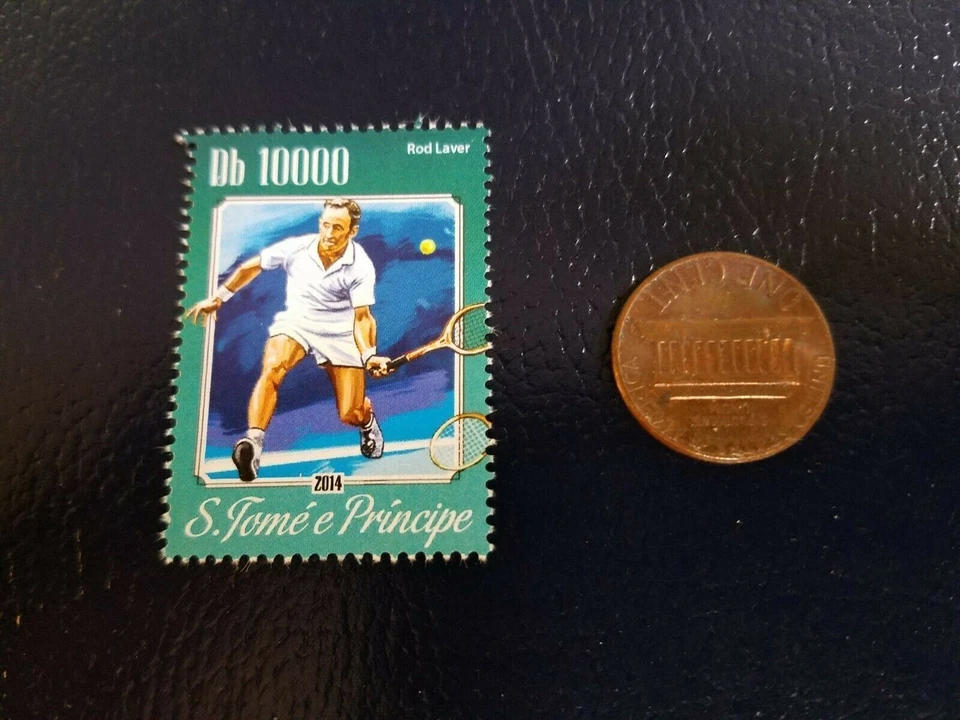 Db 10000
Rod Laver
2014
S. Tomé e Príncipe
ONE CENT